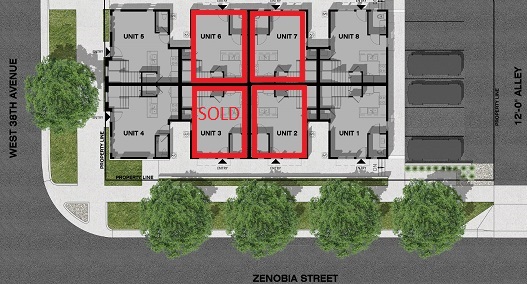 UNIT 5
UNIT 6
UNIT 7
UNIT 8
ENTRY
WEST 38TH AVENUE
12'-0" ALLEY
PROPERTY LINE
SOLD
UNIT 4
UNIT 3
UNIT 2
UNIT 1
ENTRY
PROPERTY LINE
PROPERTY LINE
ENTRY
ENTRY
DN
ZENOBIA STREET